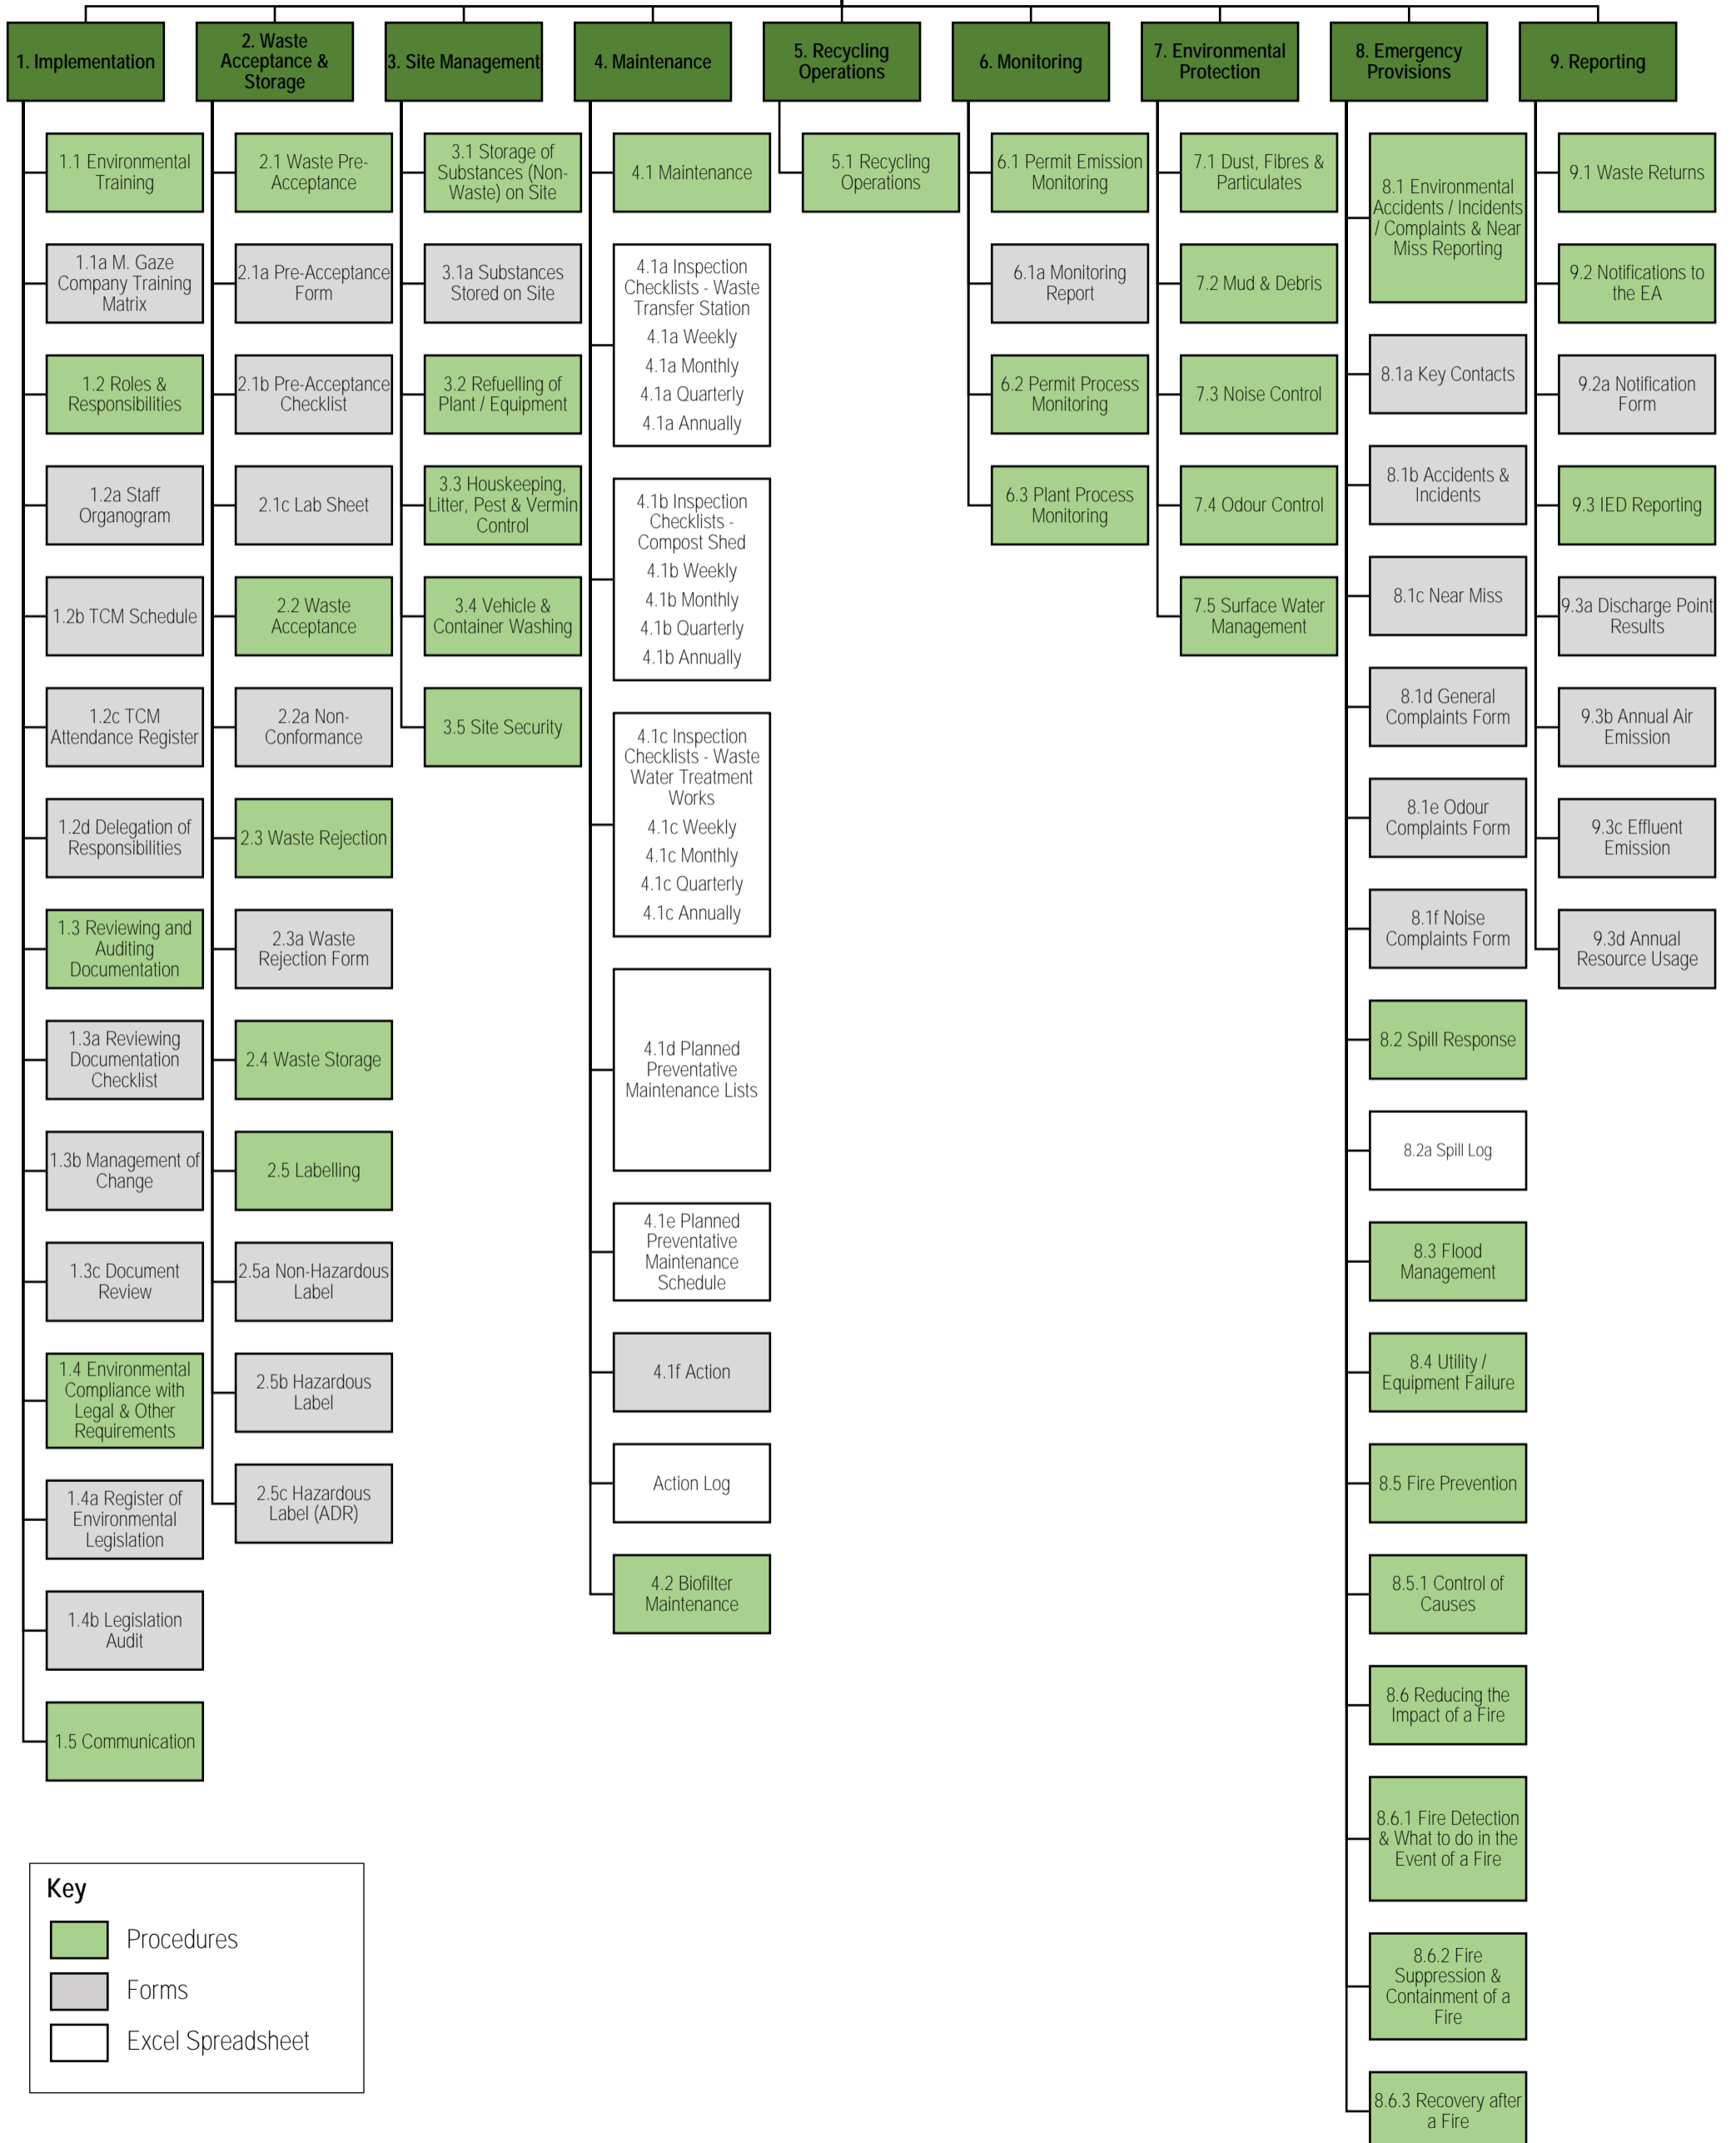 1. Implementation
1.1 Environmental
Training
1.1a M. Gaze
Company Training
Matrix
1.2 Roles &
Responsibilities
1.2a Staff
Organogram
1.2b TCM Schedule
1.2c TCM
Attendance Register
1.2d Delegation of
Responsibilities
1.3 Reviewing and
Auditing
Documentation
1.3a Reviewing
Documentation
Checklist
1.3b Management of
Change
1.3c Document
Review
1.4 Environmental
Compliance with
Legal & Other
Requirements
1.4a Register of
Environmental
Legislation
1.4b Legislation
Audit
1.5 Communication
2. Waste
Acceptance &
Storage
2.1 Waste Pre-
Acceptance
2.1a Pre-Acceptance
Form
2.1b Pre-Acceptance
Checklist
2.1c Lab Sheet
2.2 Waste
Acceptance
2.2a Non-
Conformance
2.3 Waste Rejection
2.3a Waste
Rejection Form
2.4 Waste Storage
2.5 Labelling
2.5a Non-Hazardous
Label
2.5b Hazardous
Label
2.5c Hazardous
Label (ADR)
3. Site Management
3.1 Storage of
Substances (Non-
Waste) on Site
3.1a Substances
Stored on Site
3.2 Refuelling of
Plant / Equipment
3.3 Houskeeping,
Litter, Pest & Vermin
Control
3.4 Vehicle &
Container Washing
3.5 Site Security
4. Maintenance
4.1 Maintenance
4.1a Inspection
Checklists - Waste
Transfer Station
4.1a Weekly
4.1a Monthly
4.1a Quarterly
4.1a Annually
4.1b Inspection
Checklists -
Compost Shed
4.1b Weekly
4.1b Monthly
4.1b Quarterly
4.1b Annually
4.1c Inspection
Checklists - Waste
Water Treatment
Works
4.1c Weekly
4.1c Monthly
4.1c Quarterly
4.1c Annually
4.1d Planned
Preventative
Maintenance Lists
4.1e Planned
Preventative
Maintenance
Schedule
4.1f Action
Action Log
4.2 Biofilter
Maintenance
5. Recycling
Operations
5.1 Recycling
Operations
6. Monitoring
6.1 Permit Emission
Monitoring
6.1a Monitoring
Report
6.2 Permit Process
Monitoring
6.3 Plant Process
Monitoring
7. Environmental
Protection
7.1 Dust, Fibres &
Particulates
7.2 Mud & Debris
7.3 Noise Control
7.4 Odour Control
7.5 Surface Water
Management
8. Emergency
Provisions
8.1 Environmental
Accidents / Incidents
/ Complaints & Near
Miss Reporting
8.1a Key Contacts
8.1b Accidents &
Incidents
8.1c Near Miss
8.1d General
Complaints Form
8.1e Odour
Complaints Form
8.1f Noise
Complaints Form
8.2 Spill Response
8.2a Spill Log
8.3 Flood
Management
8.4 Utility /
Equipment Failure
8.5 Fire Prevention
8.5.1 Control of
Causes
8.6 Reducing the
Impact of a Fire
8.6.1 Fire Detection
& What to do in the
Event of a Fire
8.6.2 Fire
Suppression &
Containment of a
Fire
8.6.3 Recovery after
a Fire
9. Reporting
9.1 Waste Returns
9.2 Notifications to
the EA
9.2a Notification
Form
9.3 IED Reporting
9.3a Discharge Point
Results
9.3b Annual Air
Emission
9.3c Effluent
Emission
9.3d Annual
Resource Usage
Key
Procedures
Forms
Excel Spreadsheet